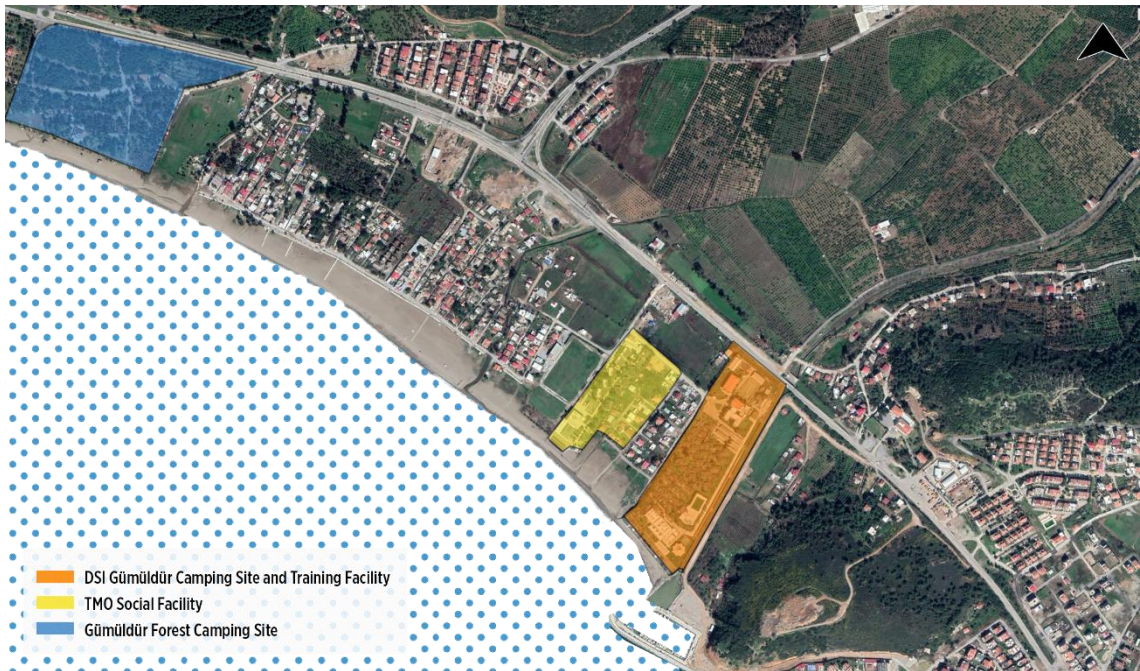 DSI Gümüldür Camping Site and Training Facility
TMO Social Facility
Gümüldür Forest Camping Site